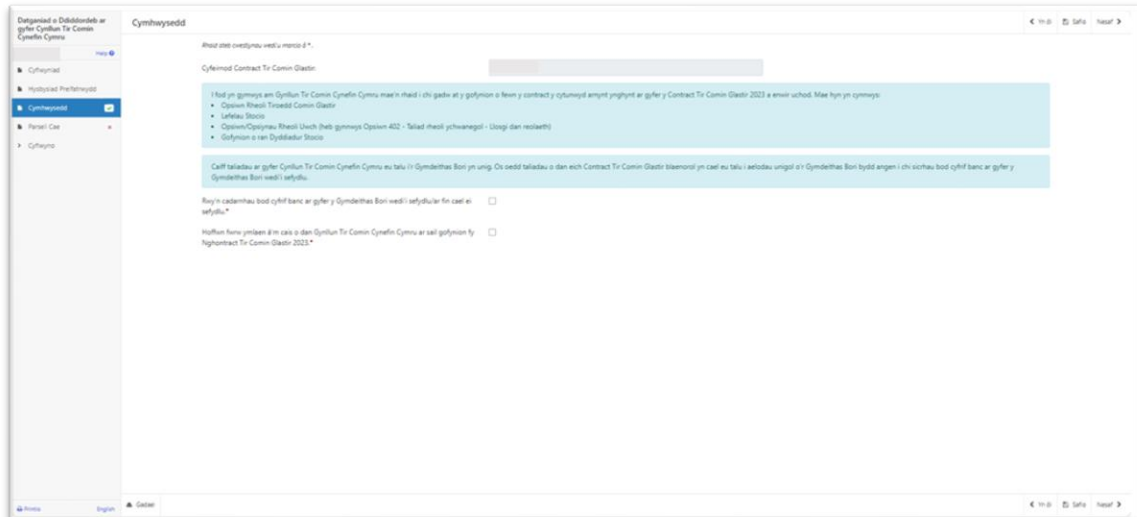 Datganiad o Ddiddordeb ar
gyfer Cynllun Tir Comin
Cynefin Cymru
Help
Cyflwyniad
Hysbysiad Preifatrwydd
Cymhwysedd
Parseli Cae
Cyflwyno
Privacy
English
Cymhwysedd
Yn ôl Safio Nesaf
Rhaid ateb cwestiynau wedi'u marcio â *.
Cyfeirnod Contract Tir Comin Glastir:
I fod yn gymwys am Gynllun Tir Comin Cynefin Cymru mae'n rhaid i chi gadw at y gofynion o fewn y contract y cytunwyd arnynt ynghynt ar gyfer y Contract Tir Comin Glastir 2023 a enwir uchod. Mae hyn yn cynnwys:
• Opsiwn Rheoli Tiroedd Comin Glastir
• Lefelau Stocio
• Opsiwn/Opsiynau Rheoli Uwch (heb gynnwys Opsiwn 402 - Taliad rheoli ychwanegol - Llosgi dan reolaeth)
• Gofynion o ran Dyddiadur Stocio
Caiff taliadau ar gyfer Cynllun Tir Comin Cynefin Cymru eu talu i'r Gymdeithas Bori yn unig. Os oedd taliadau o dan eich Contract Tir Comin Glastir blaenorol yn cael eu talu i aelodau unigol o'r Gymdeithas Bori bydd angen i chi sicrhau bod cyfrif banc ar gyfer y
Gymdeithas Bori wedi'i sefydlu.
Rwy'n cadarnhau bod cyfrif banc ar gyfer y Gymdeithas Bori wedi'i sefydlu/ar fin cael ei
sefydlu.*
Hoffwn fwrw ymlaen â'm cais o dan Gynllun Tir Comin Cynefin Cymru ar sail gofynion fy
Nghontract Tir Comin Glastir 2023.*
Gadael
Yn ôl Safio Nesaf